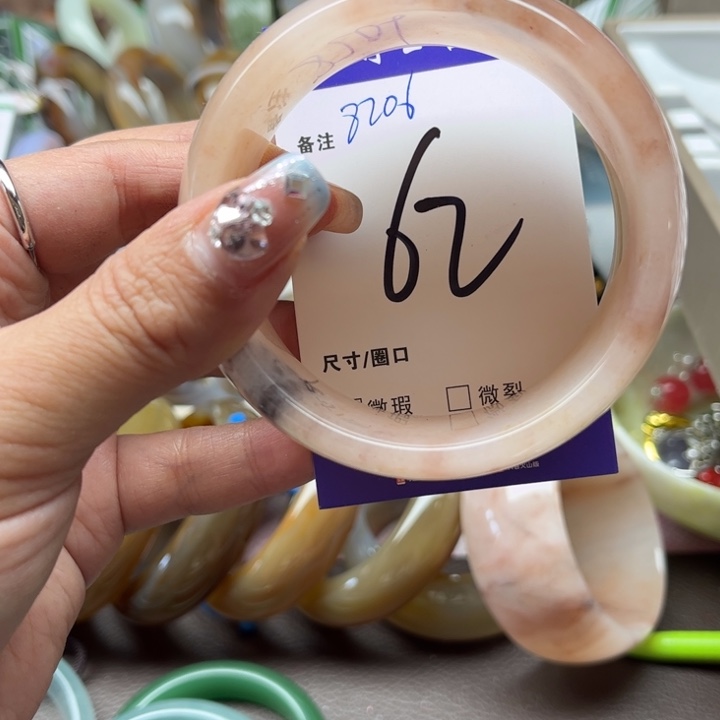 备注 8206
62
尺寸/圈口
微瑕 □ 微裂